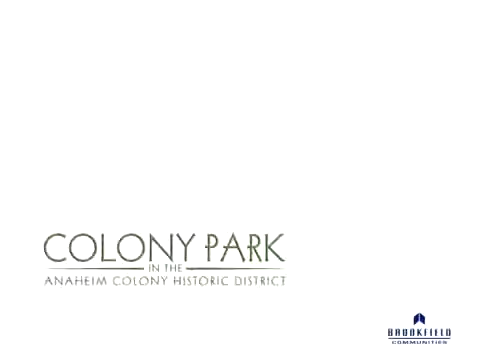 COLONY PARK
IN THE
ANAHEIM COLONY HISTORIC DISTRICT
BROOKFIELD
COMMUNITIES